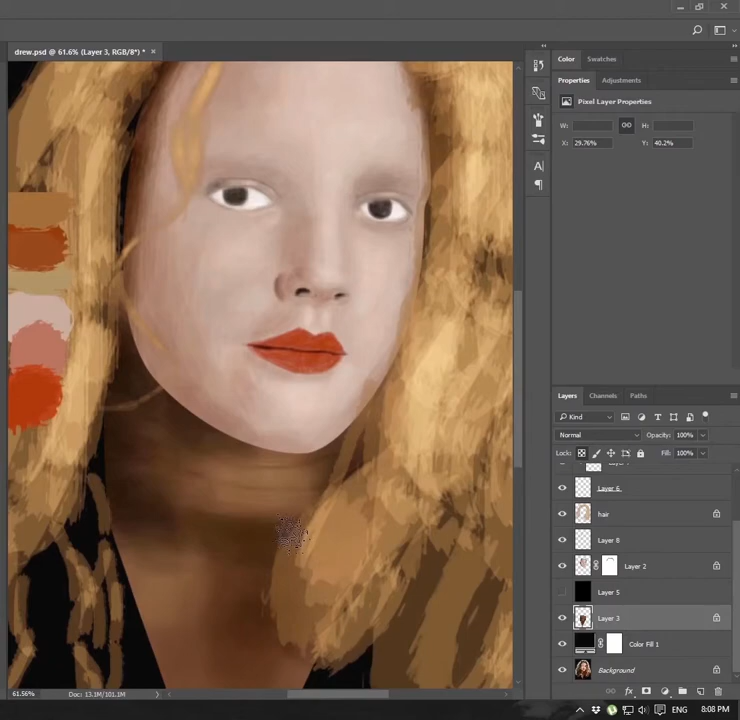 drew.psd @ 61.6% (Layer 3, RGB/8*) *
Color Swatches
Properties Adjustments
Pixel Layer Properties
W: H:
X: 29.76% Y: 40.2%
Layers Channels Paths
Kind
Normal Opacity: 100%
Lock: Fill: 100%
Layer 6
hair
Layer 8
Layer 2
Layer 5
Layer 3
Color Fill 1
Background
61.56% Doc: 13.1M/101.1M
ENG 8:08 PM